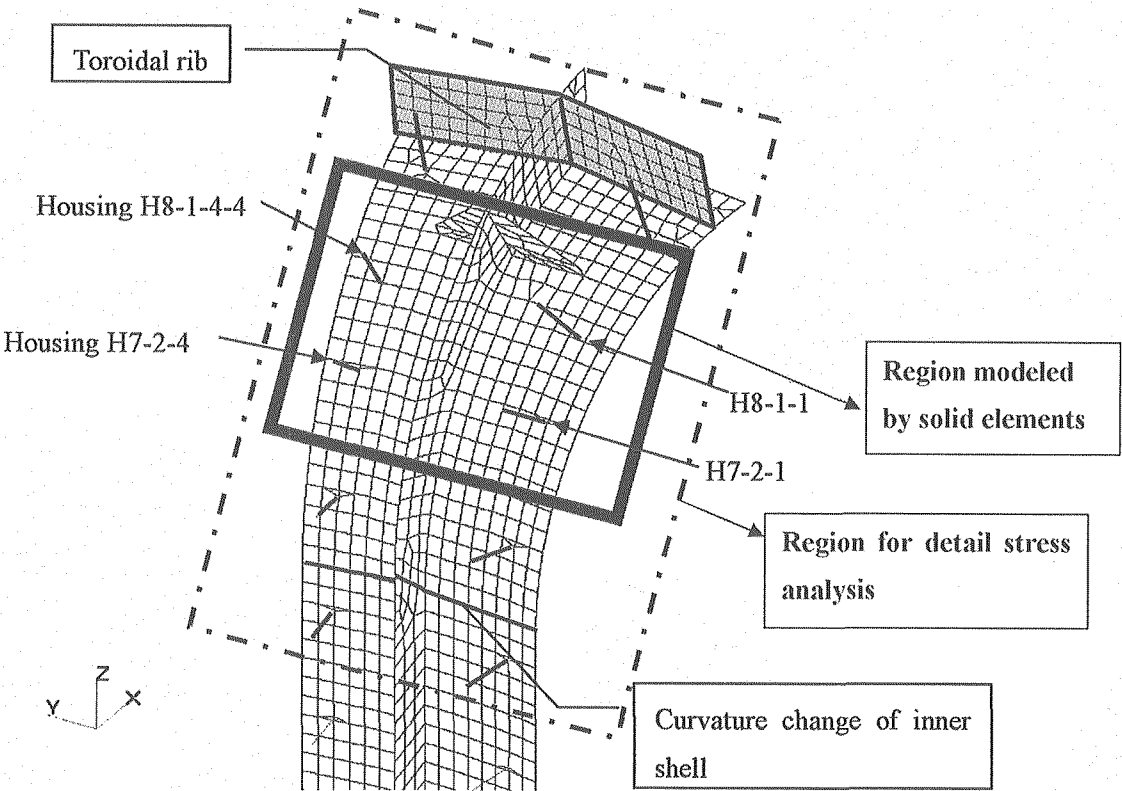 Toroidal rib
Housing H8-1-4-4
Housing H7-2-4
Region modeled
by solid elements
H8-1-1
H7-2-1
Region for detail stress
analysis
Z
Y
X
Curvature change of inner
shell